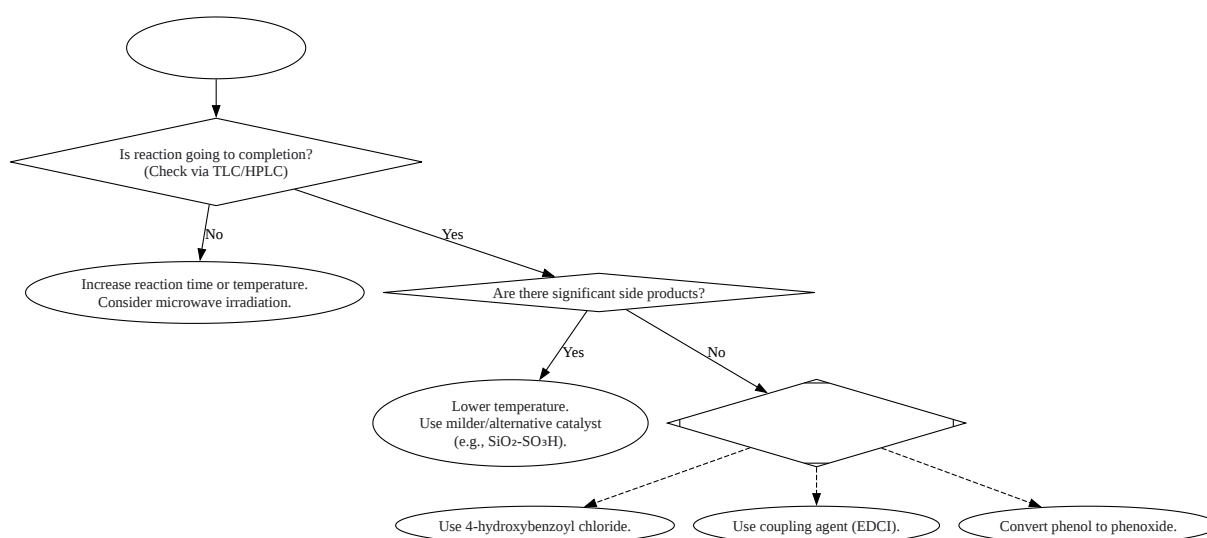 Is reaction going to completion?
(Check via TLC/HPLC)
No
Yes
Increase reaction time or temperature.
Consider microwave irradiation.
Are there significant side products?
Yes
No
Lower temperature.
Use milder/alternative catalyst
(e.g., SiO₂-SO₃H).
Use 4-hydroxybenzoyl chloride.
Use coupling agent (EDCI).
Convert phenol to phenoxide.